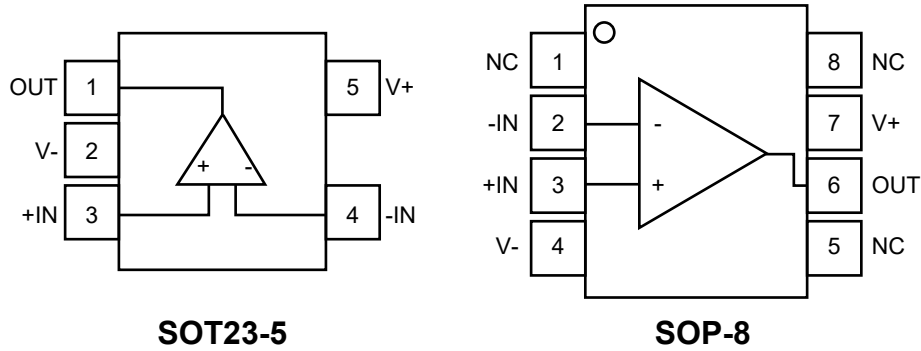 OUT 1
V- 2
+IN 3
5 V+
4 -IN
+ -
SOT23-5
NC 1
-IN 2
+IN 3
V- 4
8 NC
7 V+
6 OUT
5 NC
-
+
SOP-8